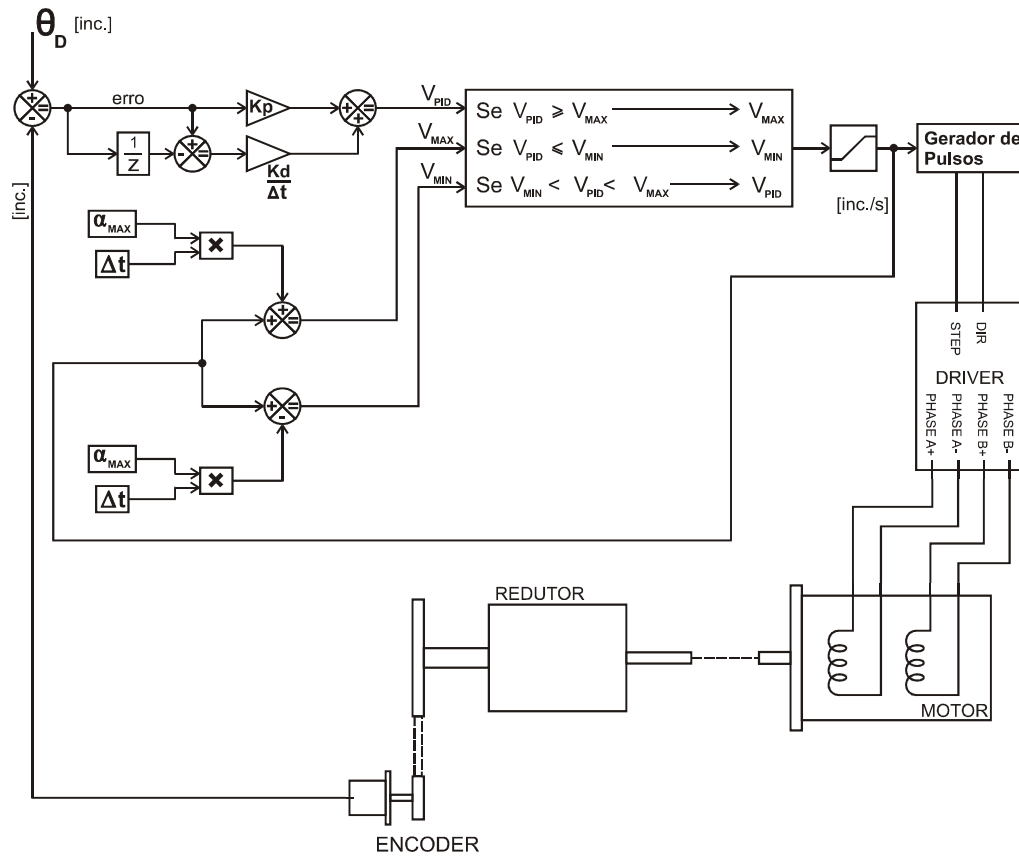 θD [inc.]
erro
Kp
1
Z
Kd
Δt
[inc.]
VPID
VMAX
VMIN
Se VPID ⩾ VMAX VMAX
Se VPID ⩽ VMIN VMIN
Se VMIN < VPID < VMAX VPID
[inc./s]
Gerador de
Pulsos
αMAX
Δt
αMAX
Δt
STEP
DIR
DRIVER
PHASE A+
PHASE A-
PHASE B+
PHASE B-
REDUTOR
MOTOR
ENCODER